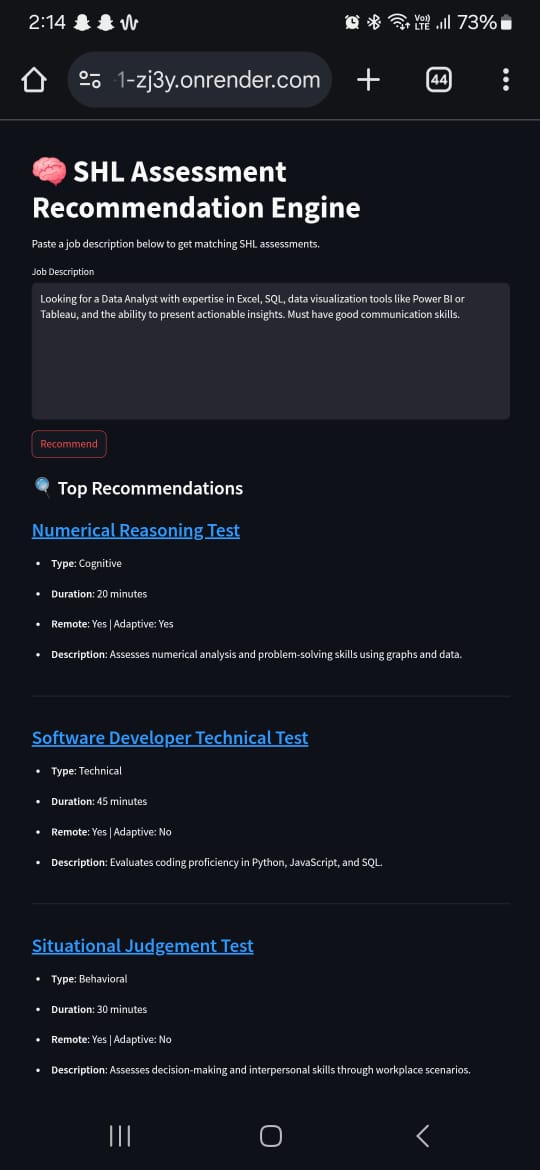 2:14 Vo)) LTE 73%
1-zj3y.onrender.com 44
SHL Assessment
Recommendation Engine
Paste a job description below to get matching SHL assessments.
Job Description
Looking for a Data Analyst with expertise in Excel, SQL, data visualization tools like Power BI or
Tableau, and the ability to present actionable insights. Must have good communication skills.
Recommend
Top Recommendations
Numerical Reasoning Test
• Type: Cognitive
• Duration: 20 minutes
• Remote: Yes | Adaptive: Yes
• Description: Assesses numerical analysis and problem-solving skills using graphs and data.
Software Developer Technical Test
• Type: Technical
• Duration: 45 minutes
• Remote: Yes | Adaptive: No
• Description: Evaluates coding proficiency in Python, JavaScript, and SQL.
Situational Judgement Test
• Type: Behavioral
• Duration: 30 minutes
• Remote: Yes | Adaptive: No
• Description: Assesses decision-making and interpersonal skills through workplace scenarios.